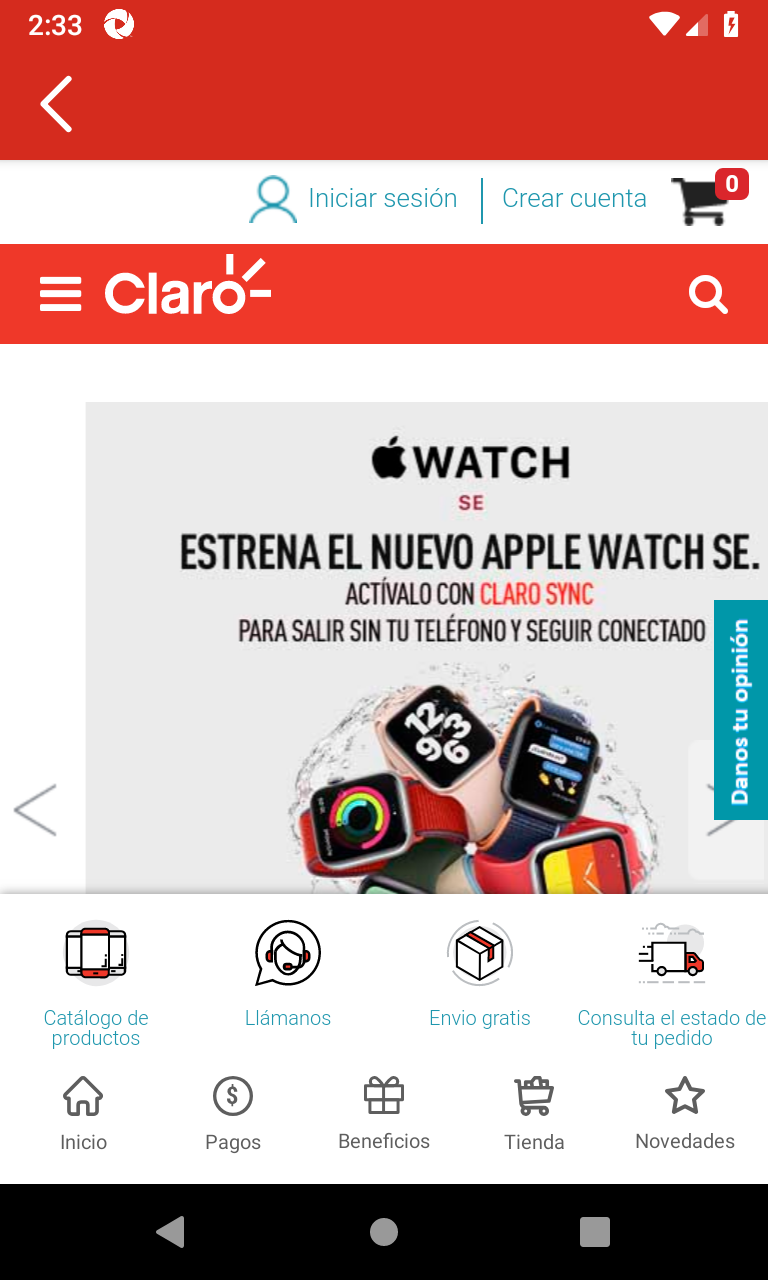 2:33
Iniciar sesión
Crear cuenta
0
Claro
WATCH
SE
ESTRENA EL NUEVO APPLE WATCH SE.
ACTÍVALO CON CLARO SYNC
PARA SALIR SIN TU TELÉFONO Y SEGUIR CONECTADO
Danos tu opinión
Catálogo de
productos
Llámanos
Envio gratis
Consulta el estado de
tu pedido
Inicio
Pagos
Beneficios
Tienda
Novedades